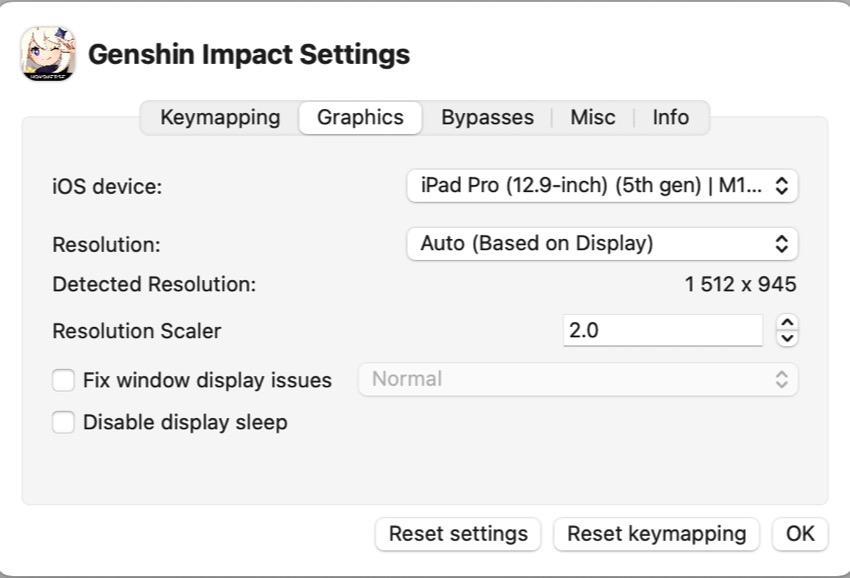 Genshin Impact Settings
Keymapping Graphics Bypasses Misc Info
iOS device: iPad Pro (12.9-inch) (5th gen) | M1...
Resolution: Auto (Based on Display)
Detected Resolution: 1 512 x 945
Resolution Scaler 2.0
Fix window display issues Normal
Disable display sleep
Reset settings Reset keymapping OK